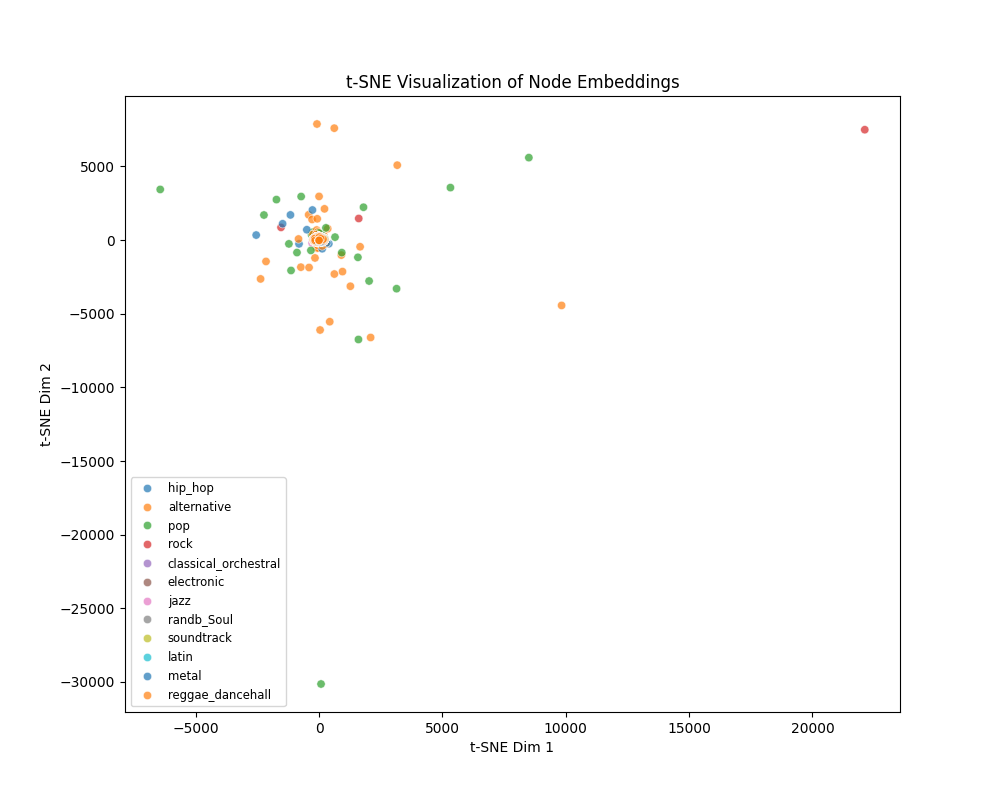 t-SNE Visualization of Node Embeddings
5000
0
−5000
−10000
−15000
−20000
−25000
−30000
t-SNE Dim 2
hip_hop
alternative
pop
rock
classical_orchestral
electronic
jazz
randb_Soul
soundtrack
latin
metal
reggae_dancehall
−5000
0
5000
10000
15000
20000
t-SNE Dim 1